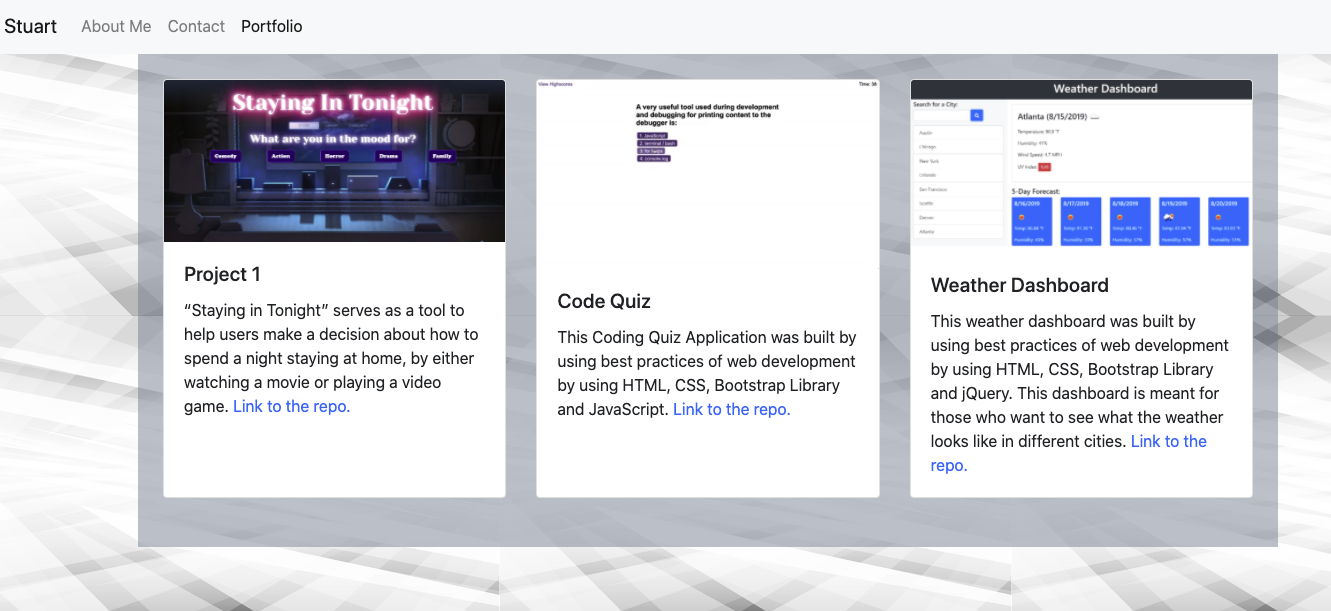 Stuart About Me Contact Portfolio
Staying In Tonight
What are you in the mood for?
Comedy Action Horror Drama Family
Project 1
“Staying in Tonight” serves as a tool to
help users make a decision about how to
spend a night staying at home, by either
watching a movie or playing a video
game. Link to the repo.
View Highscores Time: 38
A very useful tool used during development
and debugging for printing content to the
debugger is:
1. JavaScript
2. terminal / bash
3. for loops
4. console.log
Code Quiz
This Coding Quiz Application was built by
using best practices of web development
by using HTML, CSS, Bootstrap Library
and JavaScript. Link to the repo.
Weather Dashboard
Search for a City:
Austin
Chicago
New York
Orlando
San Francisco
Seattle
Denver
Atlanta
Atlanta (8/15/2019)
Temperature: 90.9 °F
Humidity: 41%
Wind Speed: 4.7 MPH
UV Index:
5-Day Forecast:
8/16/2019 8/17/2019 8/18/2019 8/19/2019 8/20/2019
Weather Dashboard
This weather dashboard was built by
using best practices of web development
by using HTML, CSS, Bootstrap Library
and jQuery. This dashboard is meant for
those who want to see what the weather
looks like in different cities. Link to the
repo.